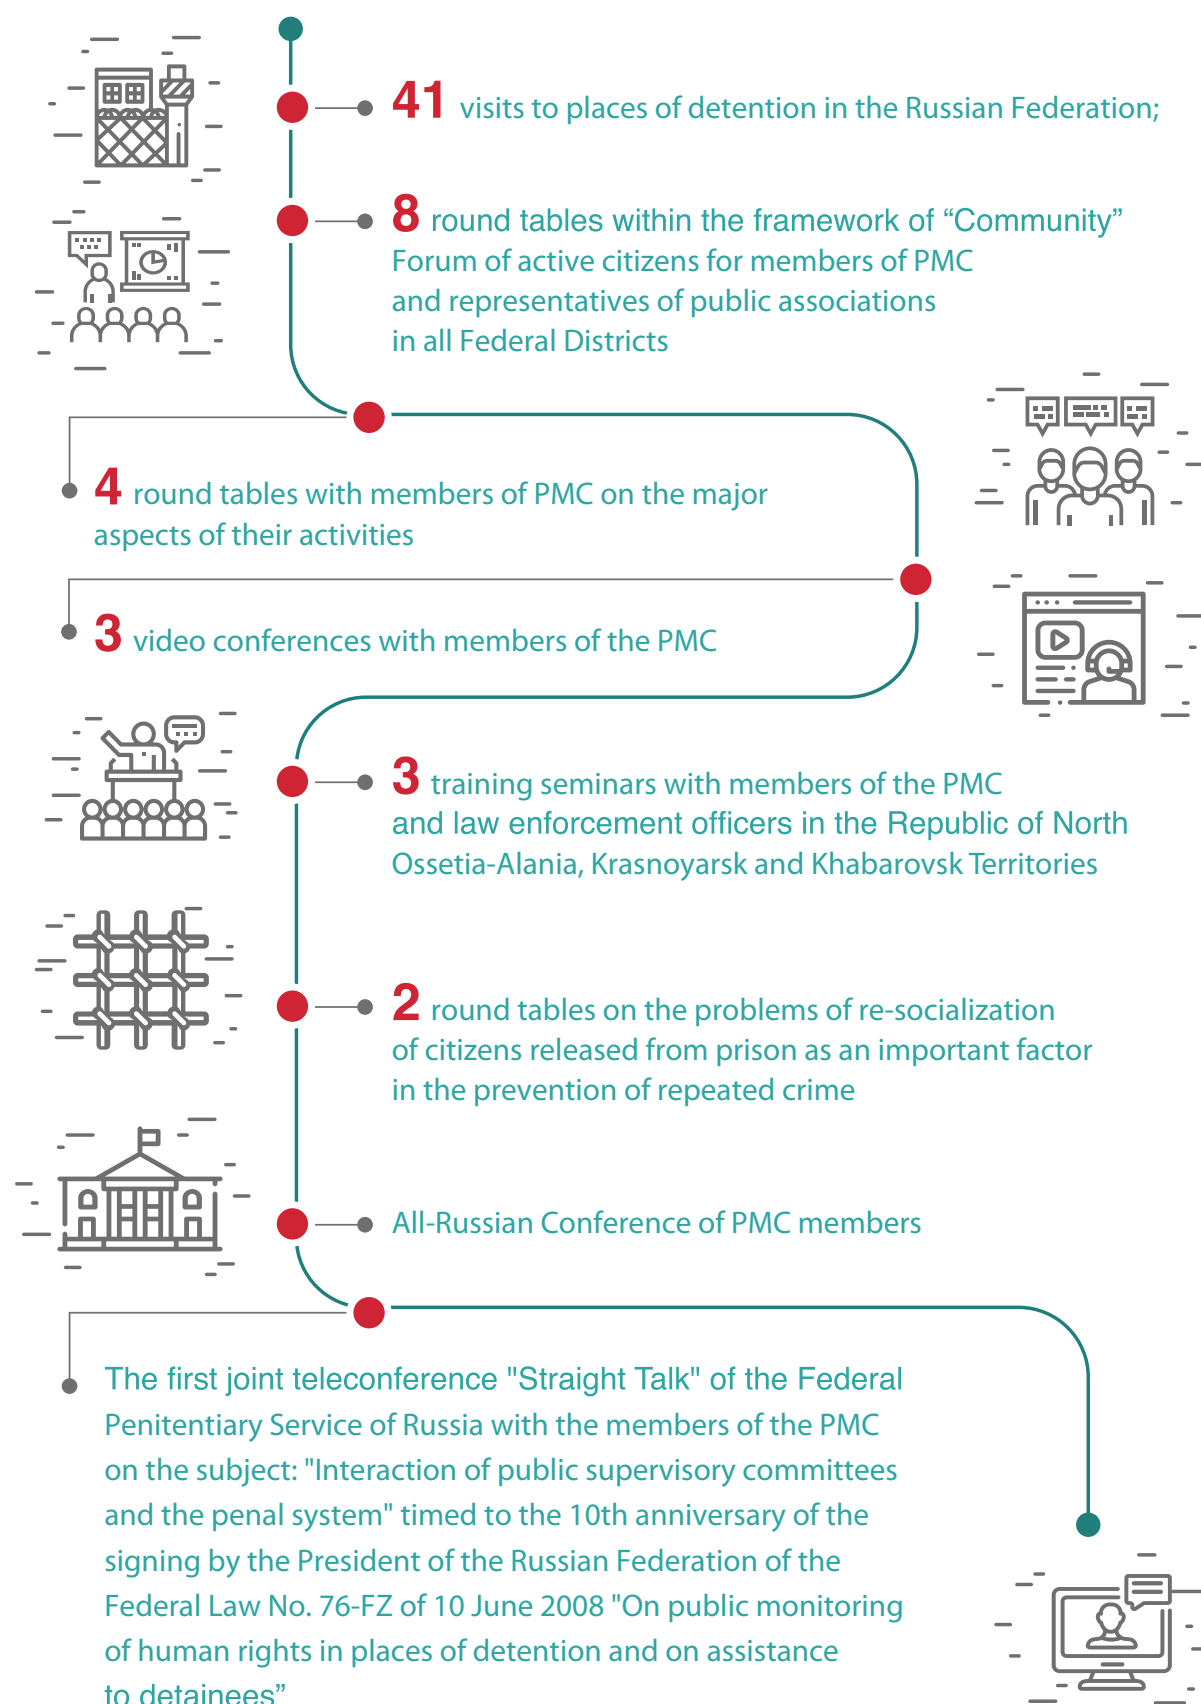 41 visits to places of detention in the Russian Federation;
8 round tables within the framework of “Community”
Forum of active citizens for members of PMC
and representatives of public associations
in all Federal Districts
4 round tables with members of PMC on the major
aspects of their activities
3 video conferences with members of the PMC
3 training seminars with members of the PMC
and law enforcement officers in the Republic of North
Ossetia-Alania, Krasnoyarsk and Khabarovsk Territories
2 round tables on the problems of re-socialization
of citizens released from prison as an important factor
in the prevention of repeated crime
All-Russian Conference of PMC members
The first joint teleconference "Straight Talk" of the Federal
Penitentiary Service of Russia with the members of the PMC
on the subject: "Interaction of public supervisory committees
and the penal system" timed to the 10th anniversary of the
signing by the President of the Russian Federation of the
Federal Law No. 76-FZ of 10 June 2008 "On public monitoring
of human rights in places of detention and on assistance
to detainees”